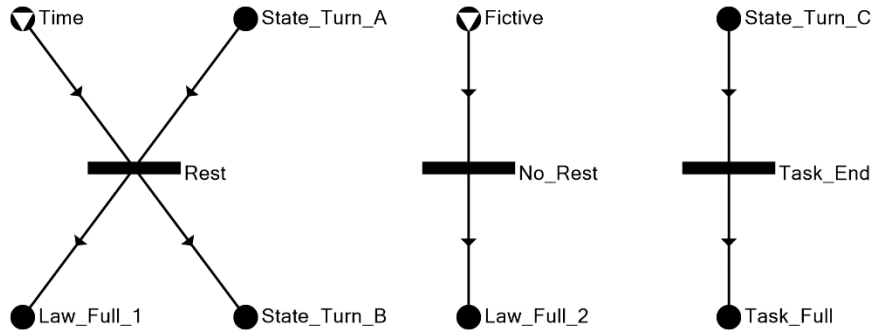 Time
State_Turn_A
Fictive
State_Turn_C
Rest
No_Rest
Task_End
Law_Full_1
State_Turn_B
Law_Full_2
Task_Full